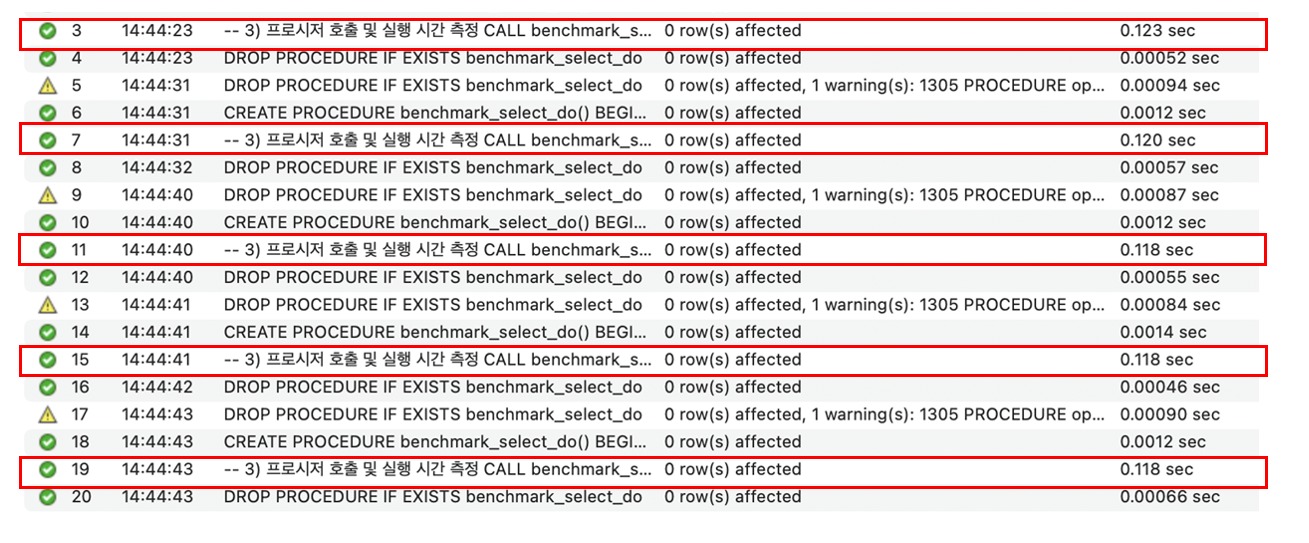 3 14:44:23 -- 3) 프로시저 호출 및 실행 시간 측정 CALL benchmark_s... 0 row(s) affected 0.123 sec
4 14:44:23 DROP PROCEDURE IF EXISTS benchmark_select_do 0 row(s) affected 0.00052 sec
5 14:44:31 DROP PROCEDURE IF EXISTS benchmark_select_do 0 row(s) affected, 1 warning(s): 1305 PROCEDURE op... 0.00094 sec
6 14:44:31 CREATE PROCEDURE benchmark_select_do() BEGI... 0 row(s) affected 0.0012 sec
7 14:44:31 -- 3) 프로시저 호출 및 실행 시간 측정 CALL benchmark_s... 0 row(s) affected 0.120 sec
8 14:44:32 DROP PROCEDURE IF EXISTS benchmark_select_do 0 row(s) affected 0.00057 sec
9 14:44:40 DROP PROCEDURE IF EXISTS benchmark_select_do 0 row(s) affected, 1 warning(s): 1305 PROCEDURE op... 0.00087 sec
10 14:44:40 CREATE PROCEDURE benchmark_select_do() BEGI... 0 row(s) affected 0.0012 sec
11 14:44:40 -- 3) 프로시저 호출 및 실행 시간 측정 CALL benchmark_s... 0 row(s) affected 0.118 sec
12 14:44:40 DROP PROCEDURE IF EXISTS benchmark_select_do 0 row(s) affected 0.00055 sec
13 14:44:41 DROP PROCEDURE IF EXISTS benchmark_select_do 0 row(s) affected, 1 warning(s): 1305 PROCEDURE op... 0.00084 sec
14 14:44:41 CREATE PROCEDURE benchmark_select_do() BEGI... 0 row(s) affected 0.0014 sec
15 14:44:41 -- 3) 프로시저 호출 및 실행 시간 측정 CALL benchmark_s... 0 row(s) affected 0.118 sec
16 14:44:42 DROP PROCEDURE IF EXISTS benchmark_select_do 0 row(s) affected 0.00046 sec
17 14:44:43 DROP PROCEDURE IF EXISTS benchmark_select_do 0 row(s) affected, 1 warning(s): 1305 PROCEDURE op... 0.00090 sec
18 14:44:43 CREATE PROCEDURE benchmark_select_do() BEGI... 0 row(s) affected 0.0012 sec
19 14:44:43 -- 3) 프로시저 호출 및 실행 시간 측정 CALL benchmark_s... 0 row(s) affected 0.118 sec
20 14:44:43 DROP PROCEDURE IF EXISTS benchmark_select_do 0 row(s) affected 0.00066 sec